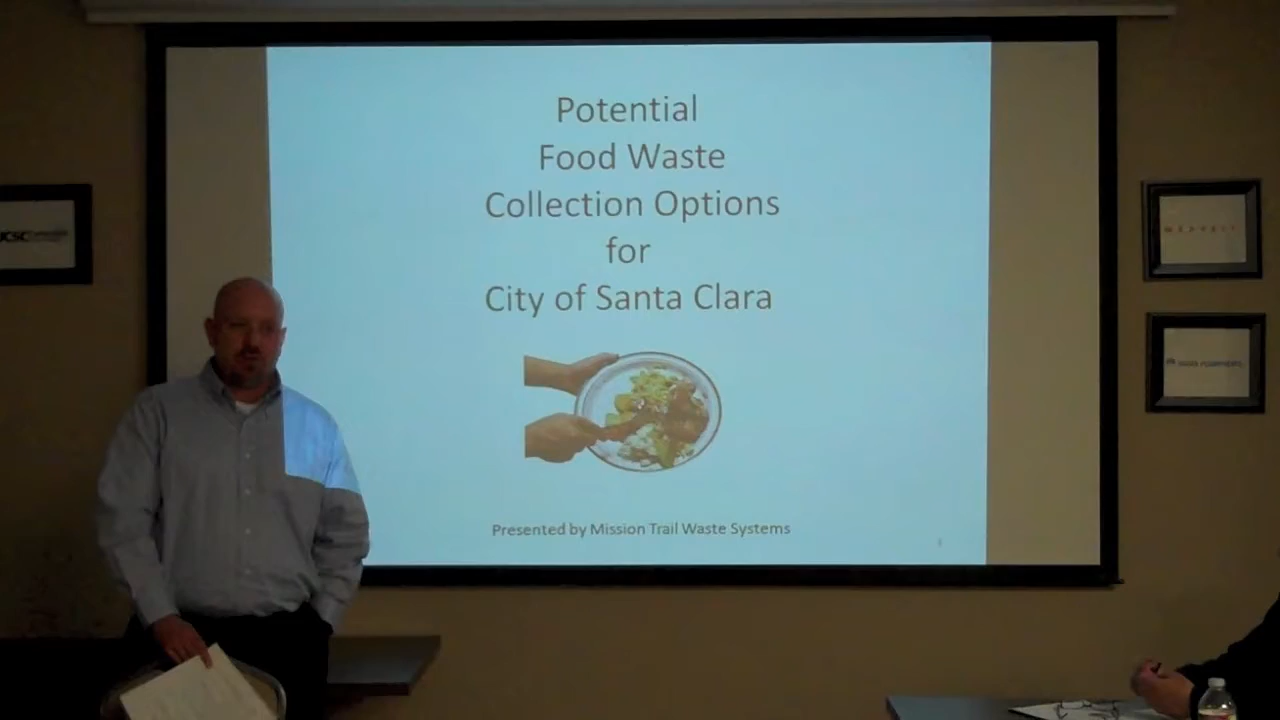 Potential
Food Waste
Collection Options
for
City of Santa Clara
Presented by Mission Trail Waste Systems